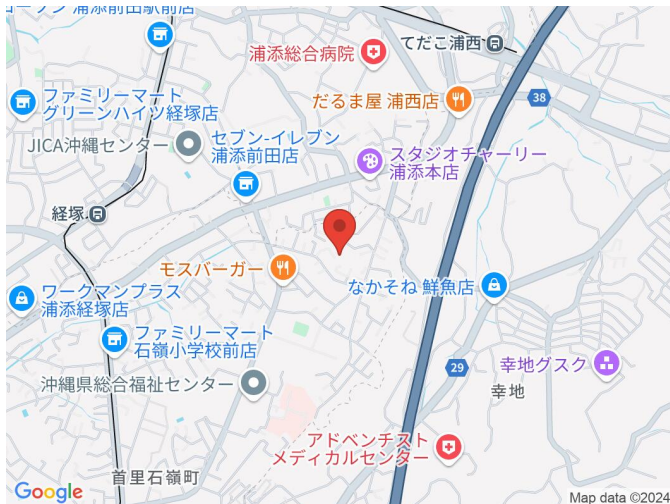 ローソン 浦添前田駅前店
浦添総合病院
てだこ浦西
ファミリーマート
グリーンハイツ経塚店
だるま屋 浦西店
38
JICA沖縄センター
セブン-イレブン
浦添前田店
スタジオチャーリー
浦添本店
経塚
モスバーガー
なかそね 鮮魚店
ワークマンプラス
浦添経塚店
ファミリーマート
石嶺小学校前店
29
幸地グスク
沖縄県総合福祉センター
幸地
アドベンチスト
メディカルセンター
首里石嶺町
Google
Map data ©2024